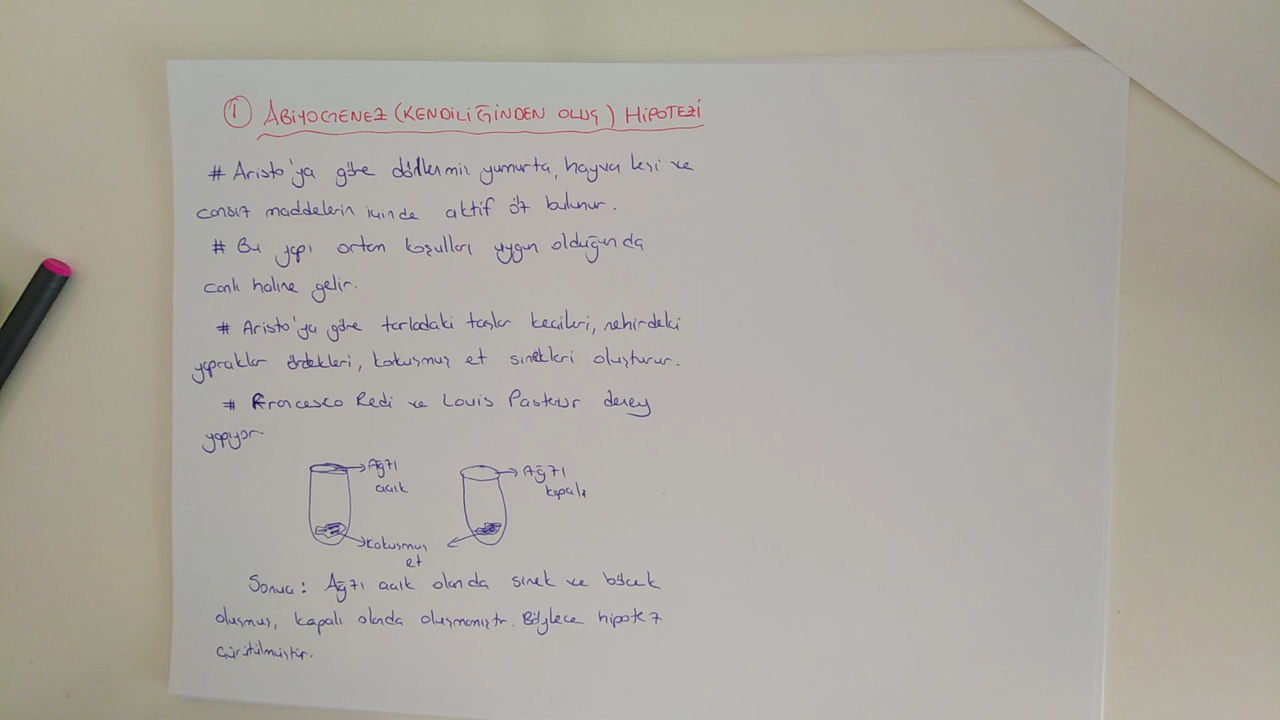 ① ABİYOGENEZ (KENDİLİĞİNDEN OLUŞ) HİPOTEZİ
# Aristo'ya göre döllenmiş yumurta, hayva leşi ve
cansız maddelerin içinde aktif öz bulunur.
# Bu yapı ortam koşulları uygun olduğunda
canlı haline gelir.
# Aristo'ya göre tarladaki taşlar keçileri, nehirdeki
yapraklar ördekleri, kokuşmuş et sinekleri oluşturur.
# Francesco Redi ve Louis Pasteur deney
yapıyor
Ağzı açık
Ağzı kapalı
Kokuşmuş et
Sonuç: Ağzı açık olanda sinek ve böcek
oluşmuş, kapalı olanda oluşmamıştır. Böylece hipotez
çürütülmüştür.